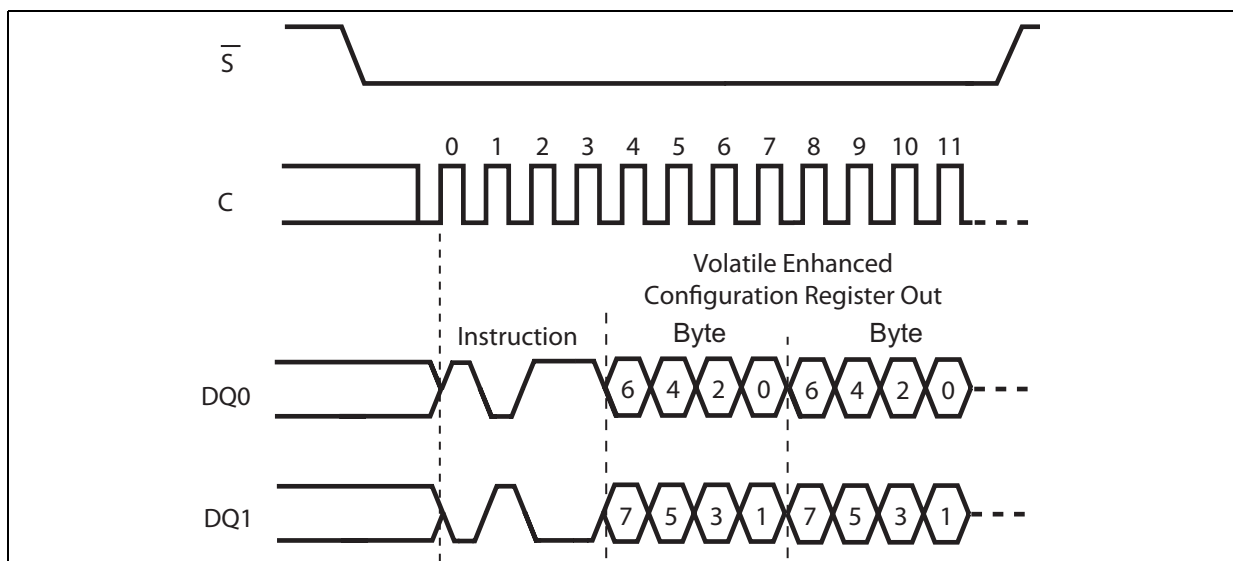 S
0 1 2 3 4 5 6 7 8 9 10 11
C
Volatile Enhanced
Configuration Register Out
Instruction Byte Byte
DQ0 6 4 2 0 6 4 2 0
DQ1 7 5 3 1 7 5 3 1